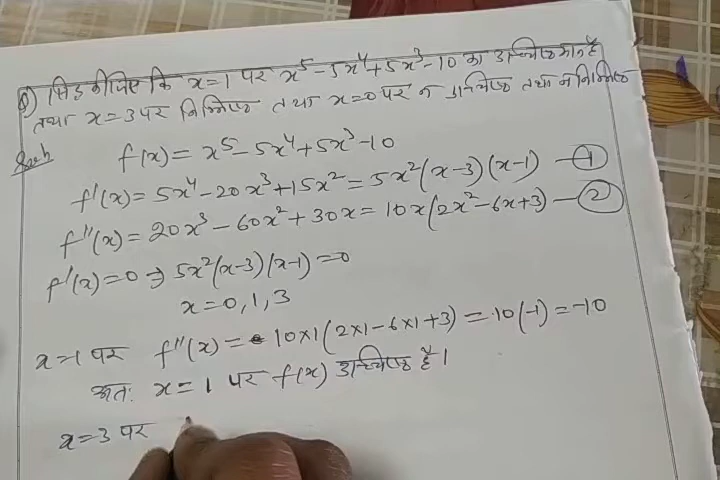 Q) सिद्ध कीजिए कि x=1 पर x⁵-5x⁴+5x³-10 का उच्चिष्ठ मान है
तथा x=3 पर निम्निष्ठ तथा x=0 पर न उच्चिष्ठ तथा न निम्निष्ठ
Solⁿ f(x) = x⁵-5x⁴+5x³-10
f'(x) = 5x⁴-20x³+15x² = 5x²(x-3)(x-1) —①
f''(x) = 20x³-60x²+30x = 10x(2x²-6x+3) —②
f'(x)=0 ⇒ 5x²(x-3)(x-1)=0
x=0,1,3
x=1 पर f''(x) = 10×1(2×1-6×1+3) = 10(-1) = -10
अतः x=1 पर f(x) उच्चिष्ठ है।
x=3 पर